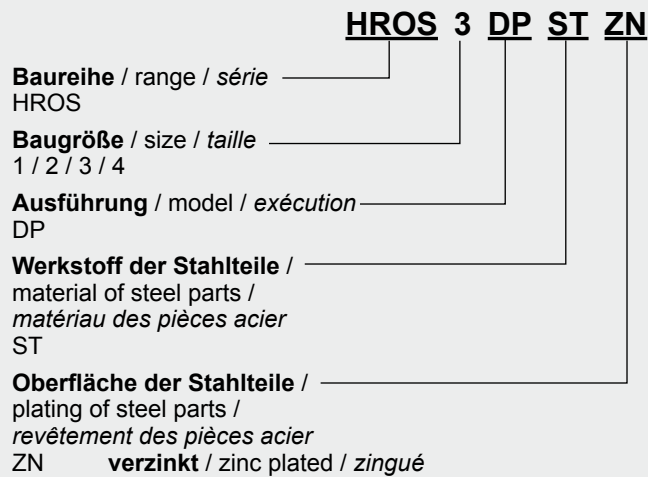 HROS 3 DP ST ZN
Baureihe / range / série
HROS
Baugröße / size / taille
1 / 2 / 3 / 4
Ausführung / model / exécution
DP
Werkstoff der Stahlteile /
material of steel parts /
matériau des pièces acier
ST
Oberfläche der Stahlteile /
plating of steel parts /
revêtement des pièces acier
ZN verzinkt / zinc plated / zingué